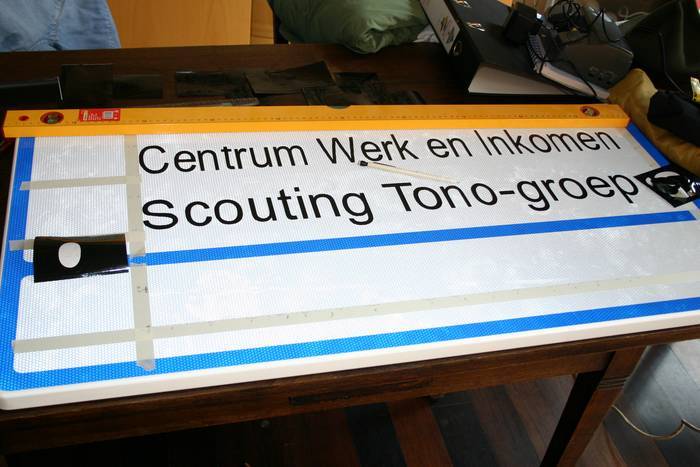 Centrum Werk en Inkomen
Scouting Tono-groep